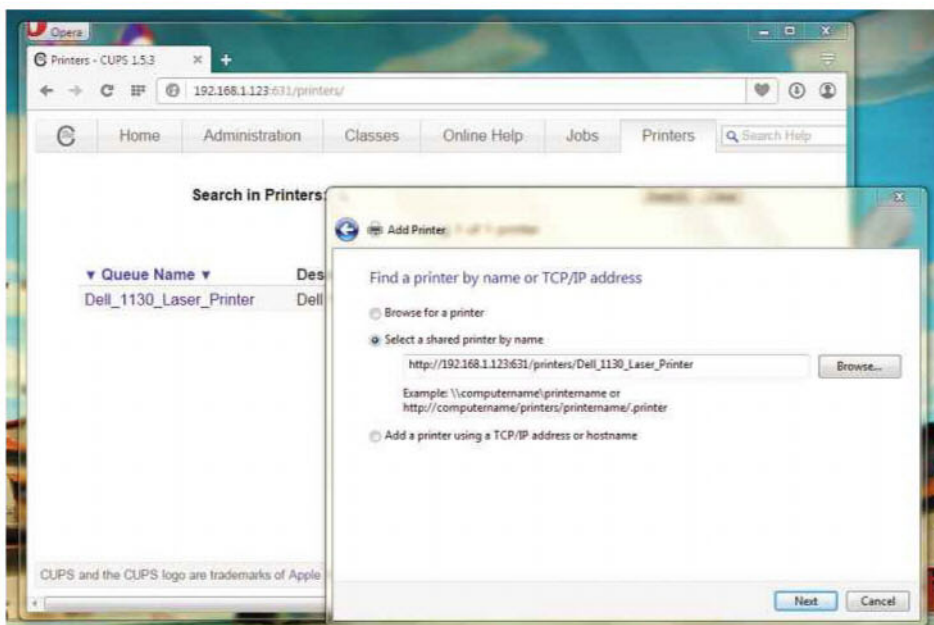 Opera
Printers - CUPS 1.5.3
192.168.1.123:631/printers/
Home Administration Classes Online Help Jobs Printers Search Help
Search in Printers:
▼ Queue Name ▼ Des
Dell_1130_Laser_Printer Dell
CUPS and the CUPS logo are trademarks of Apple
Add Printer
Find a printer by name or TCP/IP address
Browse for a printer
Select a shared printer by name
http://192.168.1.123:631/printers/Dell_1130_Laser_Printer Browse...
Example: \\computername\printername or
http://computername/printers/printername/.printer
Add a printer using a TCP/IP address or hostname
Next Cancel